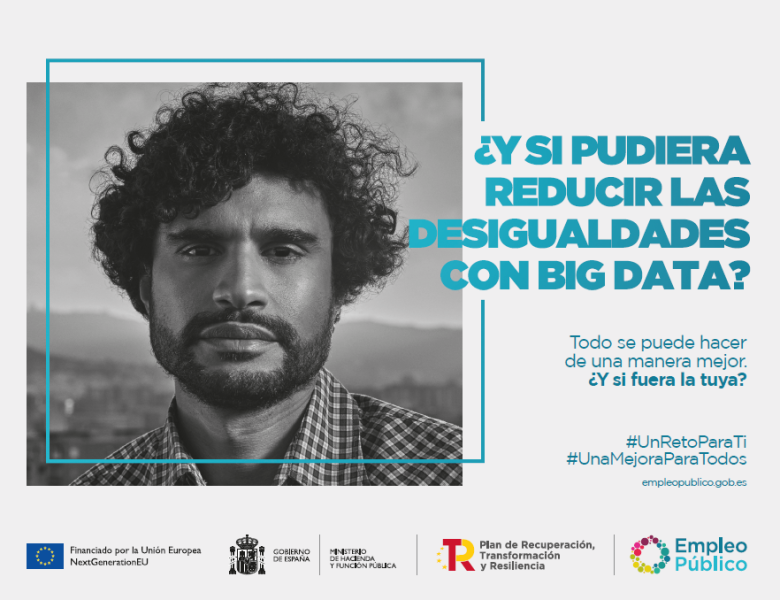 ¿Y SI PUDIERA
REDUCIR LAS
DESIGUALDADES
CON BIG DATA?
Todo se puede hacer
de una manera mejor.
¿Y si fuera la tuya?
#UnRetoParaTi
#UnaMejoraParaTodos
empleopublico.gob.es
Financiado por la Unión Europea
NextGenerationEU
GOBIERNO
DE ESPAÑA
MINISTERIO
DE HACIENDA
Y FUNCIÓN PÚBLICA
TR
Plan de Recuperación,
Transformación
y Resiliencia
Empleo
Público